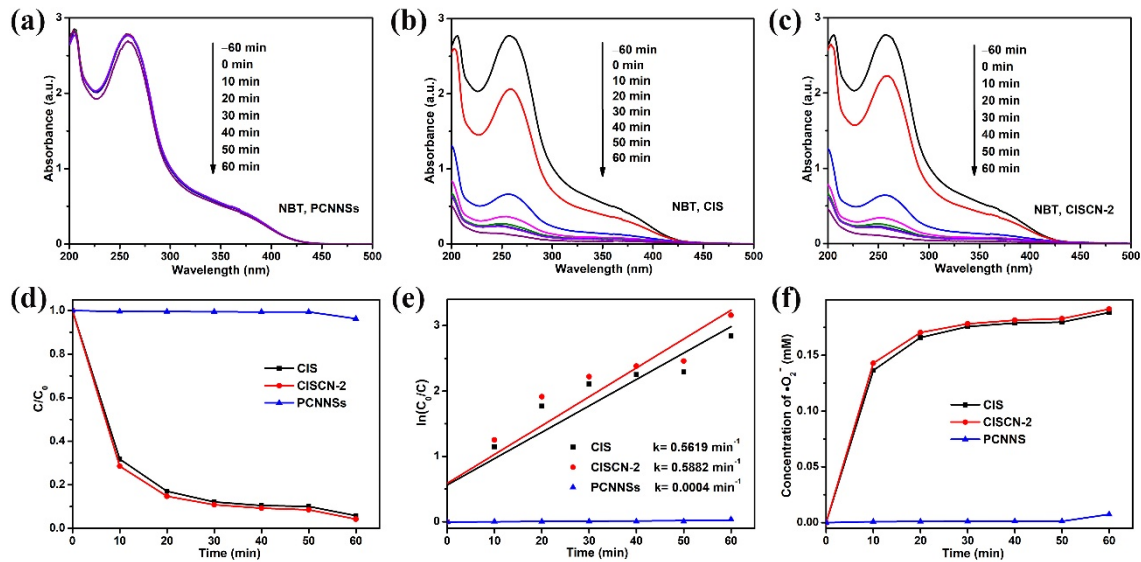 (a)
3
2
1
0
200 250 300 350 400 450 500
Absorbance (a.u.)
Wavelength (nm)
−60 min
0 min
10 min
20 min
30 min
40 min
50 min
60 min
NBT, PCNNSs
(b)
3
2
1
0
200 250 300 350 400 450 500
Absorbance (a.u.)
Wavelength (nm)
−60 min
0 min
10 min
20 min
30 min
40 min
50 min
60 min
NBT, CIS
(c)
3
2
1
0
200 250 300 350 400 450 500
Absorbance (a.u.)
Wavelength (nm)
−60 min
0 min
10 min
20 min
30 min
40 min
50 min
60 min
NBT, CISCN-2
(d)
1.0
0.8
0.6
0.4
0.2
0.0
0 10 20 30 40 50 60
C/C₀
Time (min)
CIS
CISCN-2
PCNNSs
(e)
3
2
1
0
0 10 20 30 40 50 60
ln(C₀/C)
Time (min)
CIS k= 0.5619 min⁻¹
CISCN-2 k= 0.5882 min⁻¹
PCNNSs k= 0.0004 min⁻¹
(f)
0.15
0.10
0.05
0.00
0 10 20 30 40 50 60
Concentration of •O₂⁻ (mM)
Time (min)
CIS
CISCN-2
PCNNS